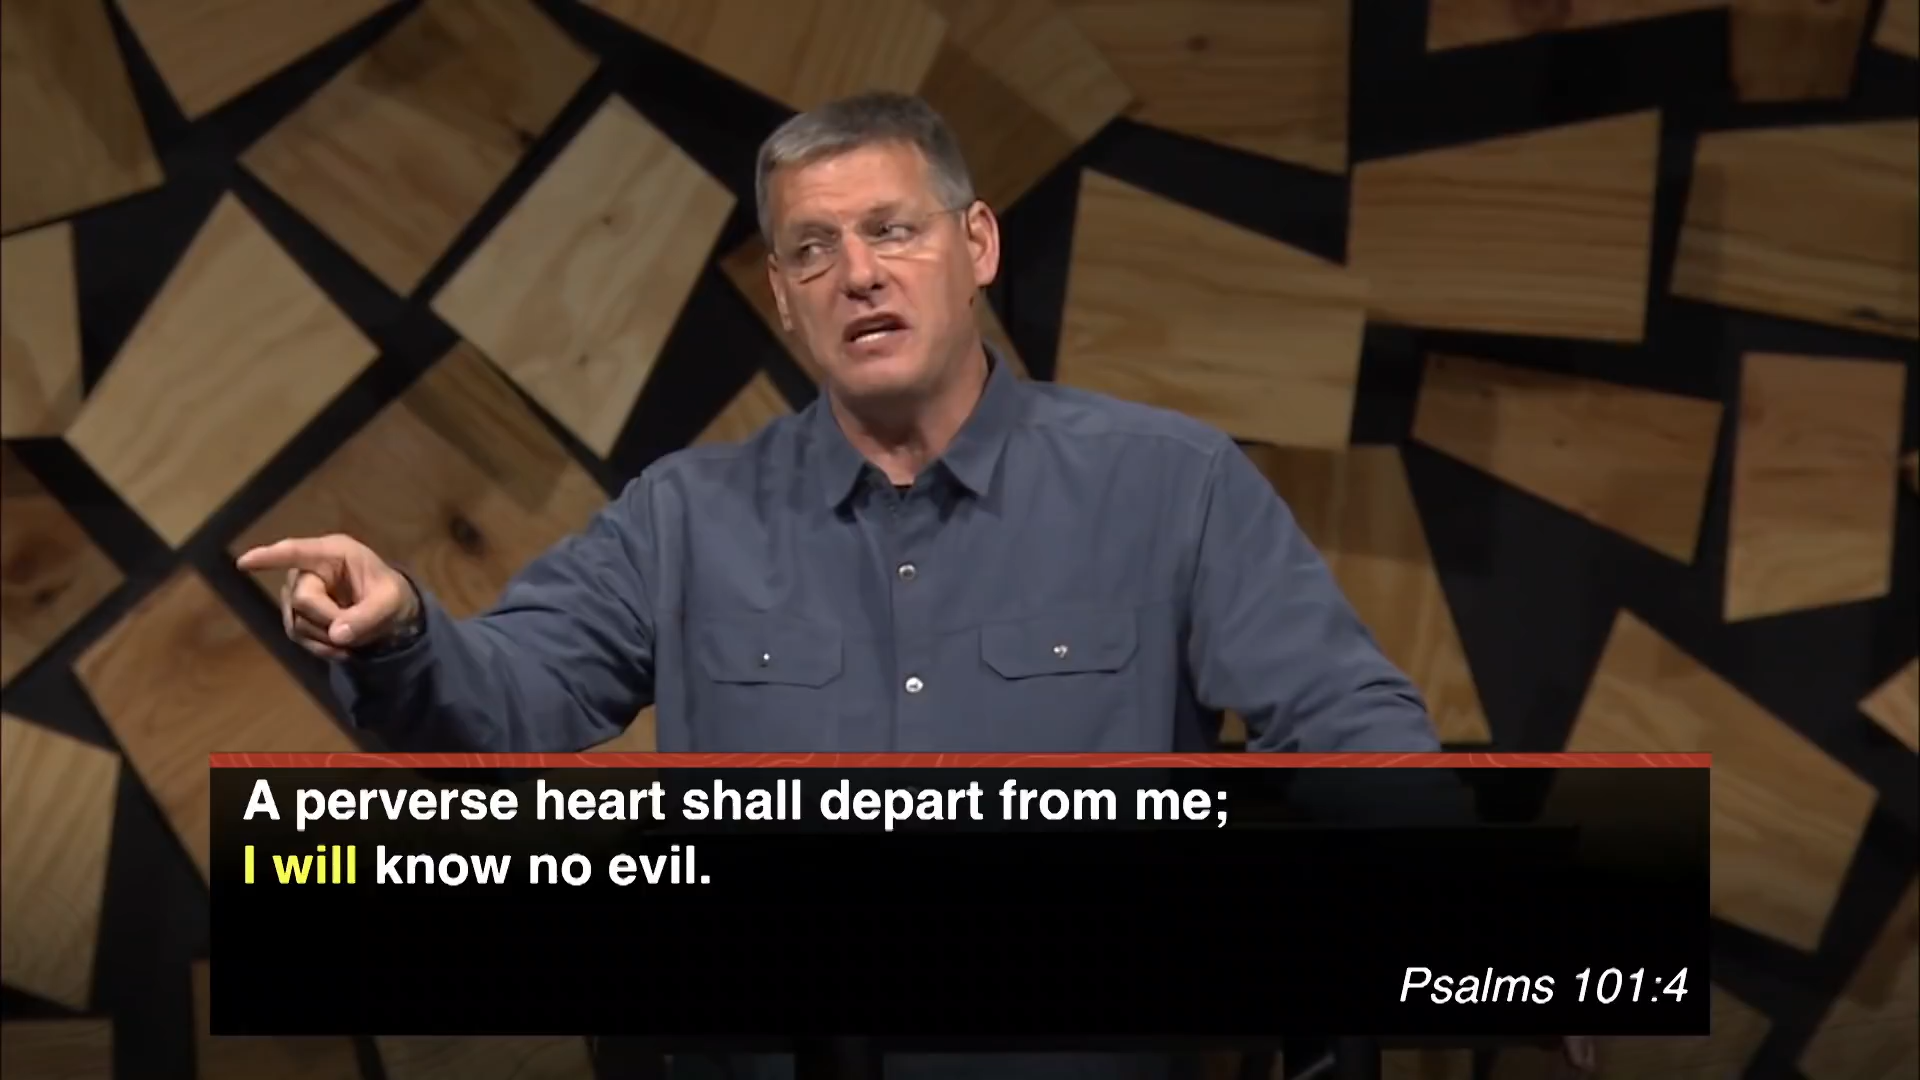 A perverse heart shall depart from me;
I will know no evil.
Psalms 101:4